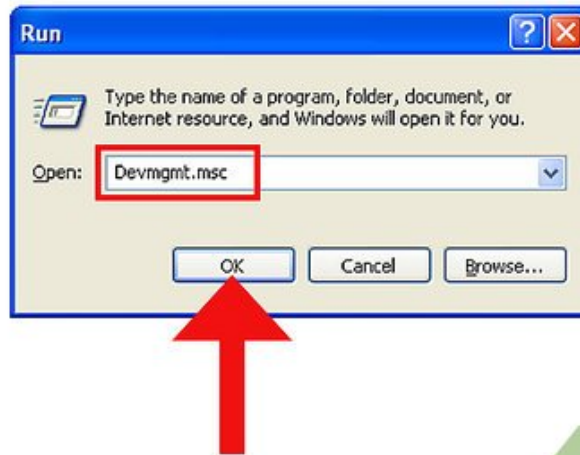 Run
Type the name of a program, folder, document, or
Internet resource, and Windows will open it for you.
Open: Devmgmt.msc
OK Cancel Browse...